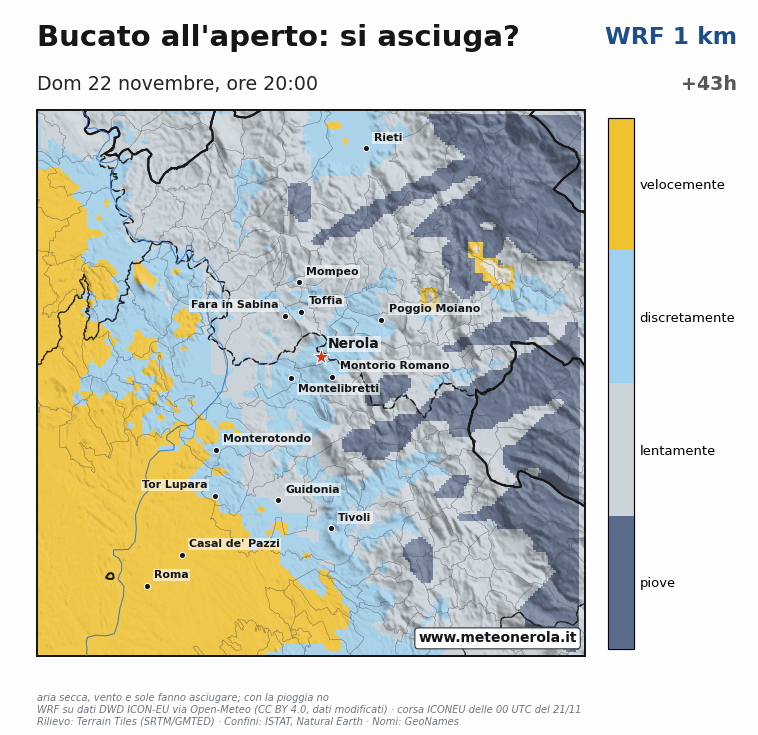 Bucato all'aperto: si asciuga?
WRF 1 km
Dom 22 novembre, ore 20:00
+43h
Rieti
velocemente
Mompeo
Toffia
Fara in Sabina
Poggio Moiano
discretamente
Nerola
Montorio Romano
Montelibretti
Monterotondo
lentamente
Tor Lupara
Guidonia
Tivoli
Casal de' Pazzi
Roma
piove
www.meteonerola.it
aria secca, vento e sole fanno asciugare; con la pioggia no
WRF su dati DWD ICON-EU via Open-Meteo (CC BY 4.0, dati modificati) · corsa ICONEU delle 00 UTC del 21/11
Rilievo: Terrain Tiles (SRTM/GMTED) · Confini: ISTAT, Natural Earth · Nomi: GeoNames